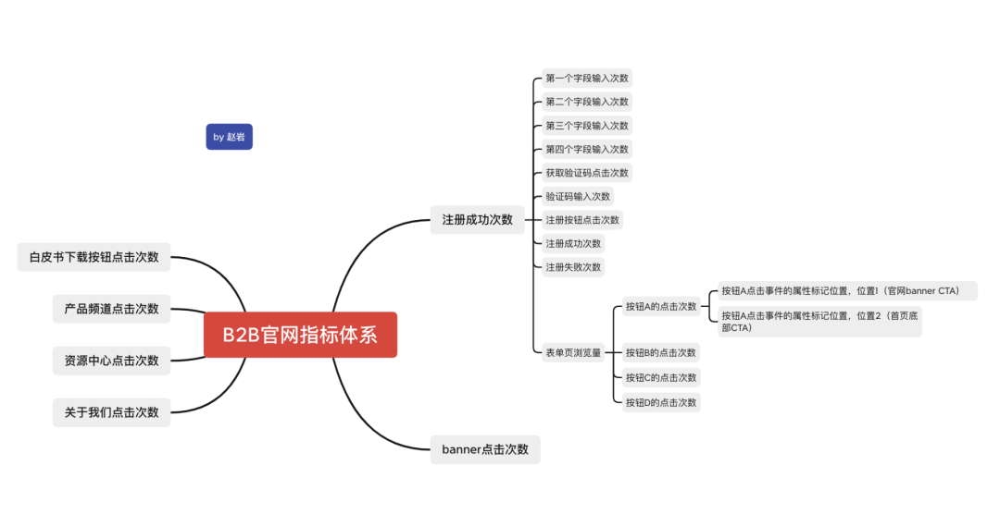 by 赵岩
B2B官网指标体系
白皮书下载按钮点击次数
产品频道点击次数
资源中心点击次数
关于我们点击次数
注册成功次数
第一个字段输入次数
第二个字段输入次数
第三个字段输入次数
第四个字段输入次数
获取验证码点击次数
验证码输入次数
注册按钮点击次数
注册成功次数
注册失败次数
表单页浏览量
按钮A的点击次数
按钮A点击事件的属性标记位置，位置1（官网banner CTA）
按钮A点击事件的属性标记位置，位置2（首页底
部CTA）
按钮B的点击次数
按钮C的点击次数
按钮D的点击次数
banner点击次数